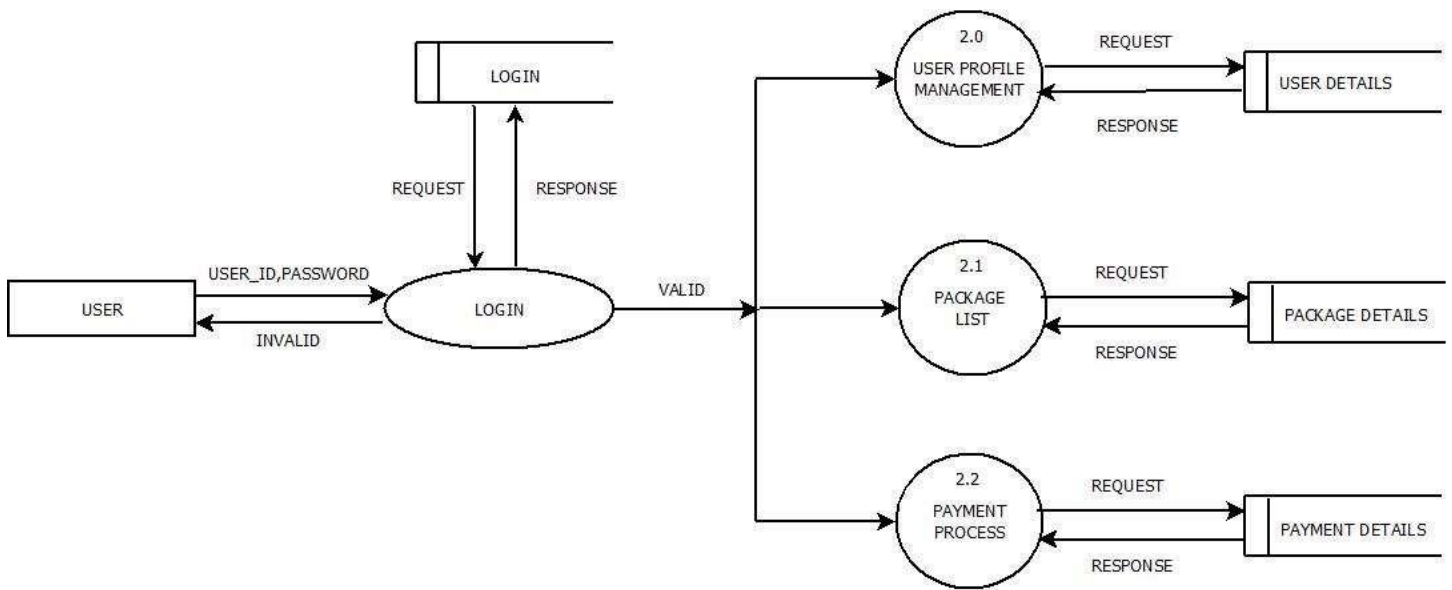 LOGIN
REQUEST
RESPONSE
USER
USER_ID,PASSWORD
INVALID
LOGIN
VALID
2.0
USER PROFILE
MANAGEMENT
REQUEST
RESPONSE
USER DETAILS
2.1
PACKAGE
LIST
REQUEST
RESPONSE
PACKAGE DETAILS
2.2
PAYMENT
PROCESS
REQUEST
RESPONSE
PAYMENT DETAILS